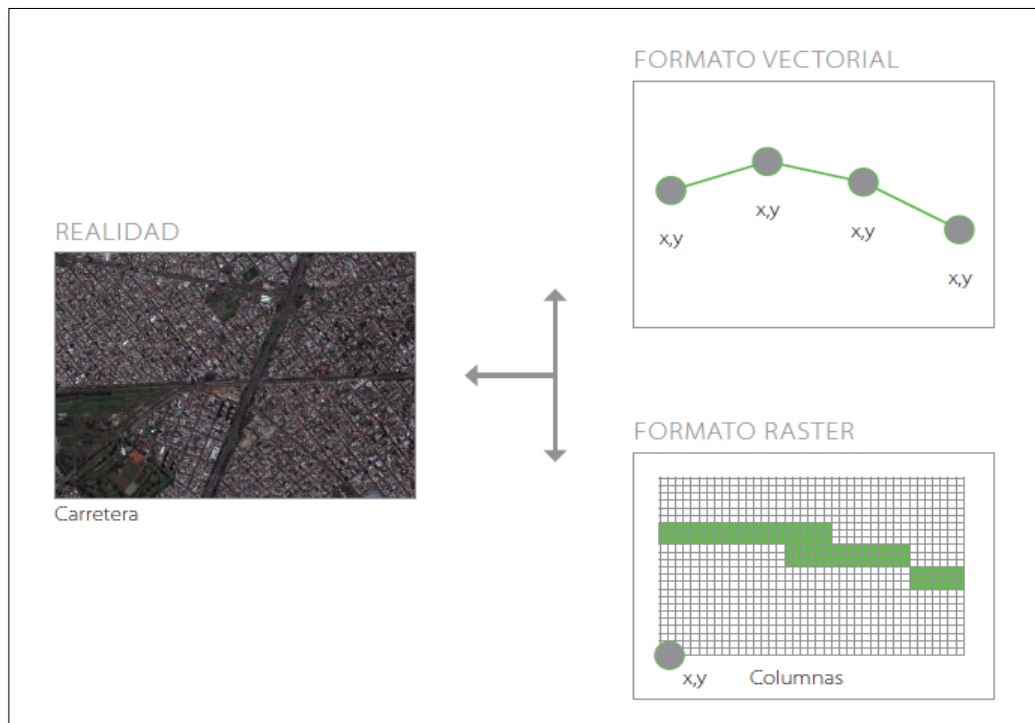 FORMATO VECTORIAL
x,y
x,y
x,y
x,y
REALIDAD
Carretera
FORMATO RASTER
x,y
Columnas